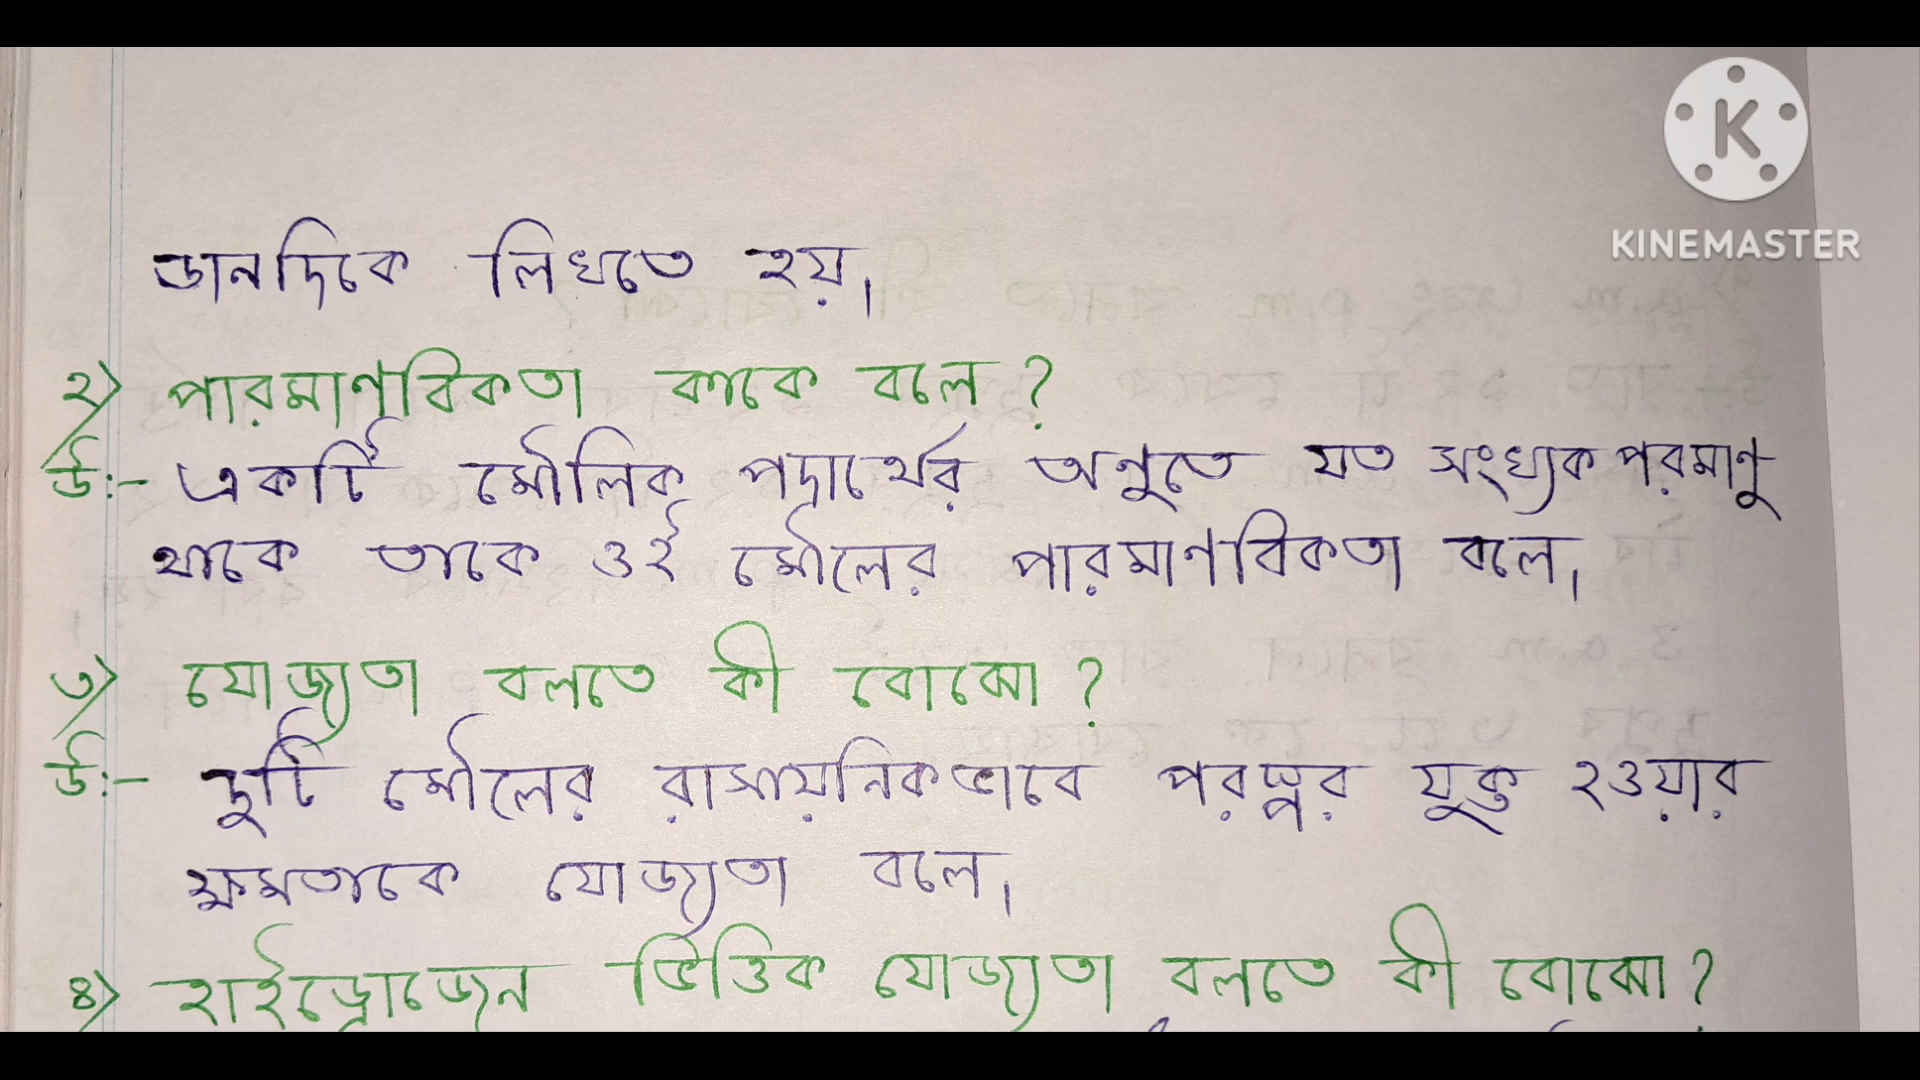 KINEMASTER
ডানদিকে লিখতে হয়।
২) পারমাণবিকতা কাকে বলে ?
উঃ- একটি মৌলিক পদার্থের অণুতে যত সংখ্যক পরমাণু
থাকে তাকে ওই মৌলের পারমাণবিকতা বলে।
৩) যোজ্যতা বলতে কী বোঝো ?
উঃ- দুটি মৌলের রাসায়নিকভাবে পরস্পর যুক্ত হওয়ার
ক্ষমতাকে যোজ্যতা বলে।
৪) হাইড্রোজেন ভিত্তিক যোজ্যতা বলতে কী বোঝো ?